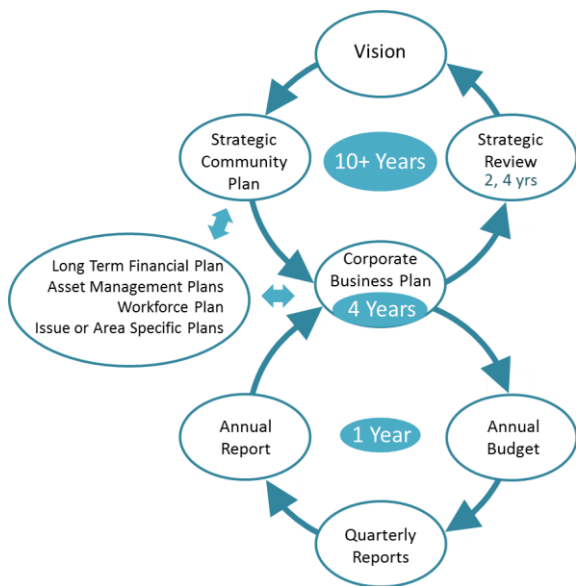 Vision
Strategic
Community
Plan
10+ Years
Strategic
Review
2, 4 yrs
Long Term Financial Plan
Asset Management Plans
Workforce Plan
Issue or Area Specific Plans
Corporate
Business Plan
4 Years
Annual
Report
1 Year
Annual
Budget
Quarterly
Reports